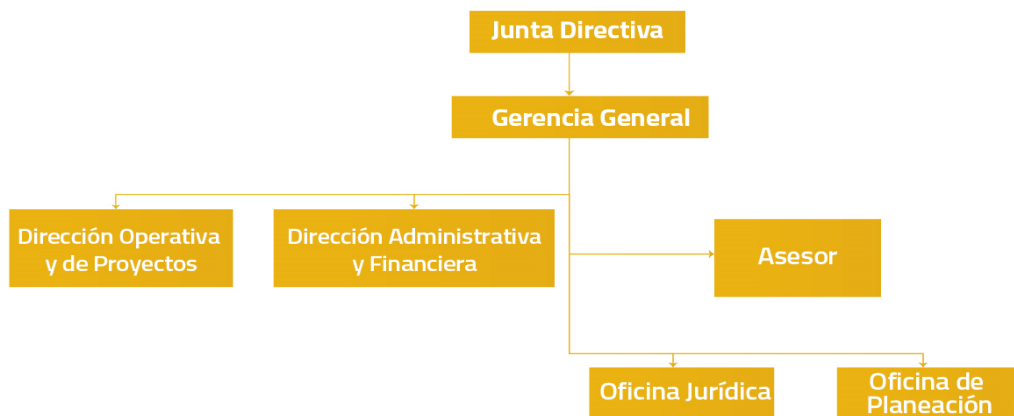 Junta Directiva
Gerencia General
Dirección Operativa
y de Proyectos
Dirección Administrativa
y Financiera
Asesor
Oficina Jurídica
Oficina de
Planeación